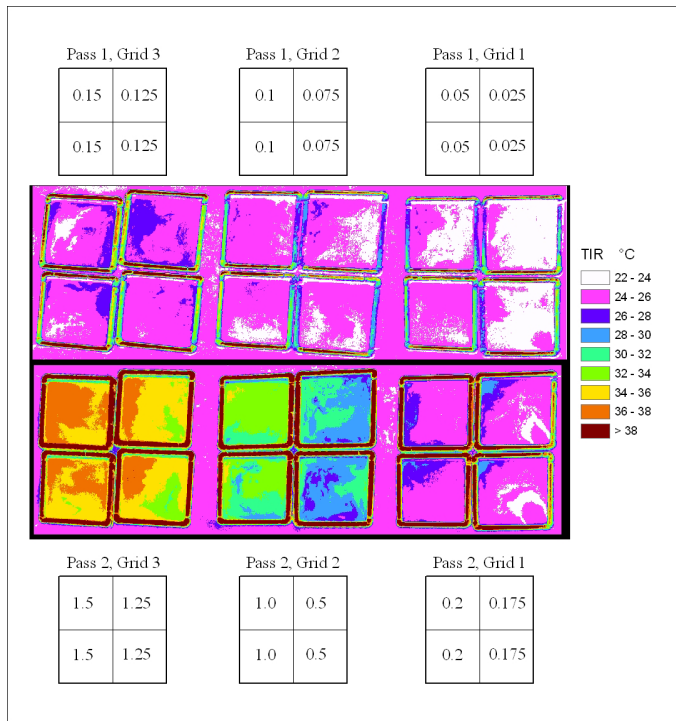 Pass 1, Grid 3 Pass 1, Grid 2 Pass 1, Grid 1
0.15 0.125 0.1 0.075 0.05 0.025
0.15 0.125 0.1 0.075 0.05 0.025
TIR °C
22 - 24
24 - 26
26 - 28
28 - 30
30 - 32
32 - 34
34 - 36
36 - 38
> 38
Pass 2, Grid 3 Pass 2, Grid 2 Pass 2, Grid 1
1.5 1.25 1.0 0.5 0.2 0.175
1.5 1.25 1.0 0.5 0.2 0.175